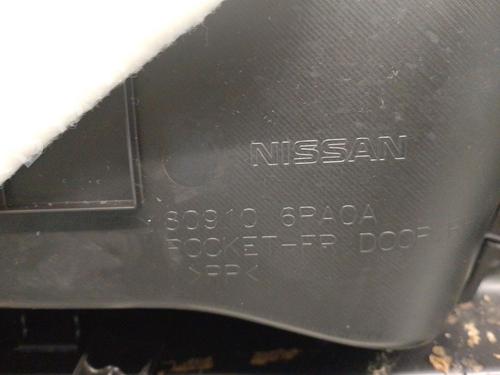 NISSAN
80910 6RA0A
POCKET-FR DOOR
>PP<